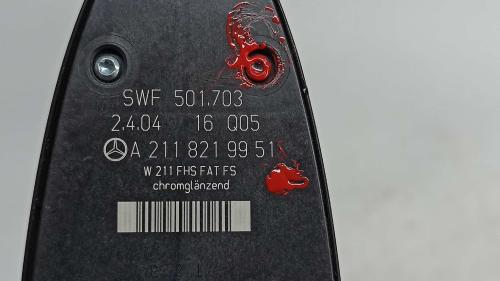 SWF 501.703
2.4.04 16 Q05
A 211 821 99 51
W 211 FHS FAT FS
chromglänzend